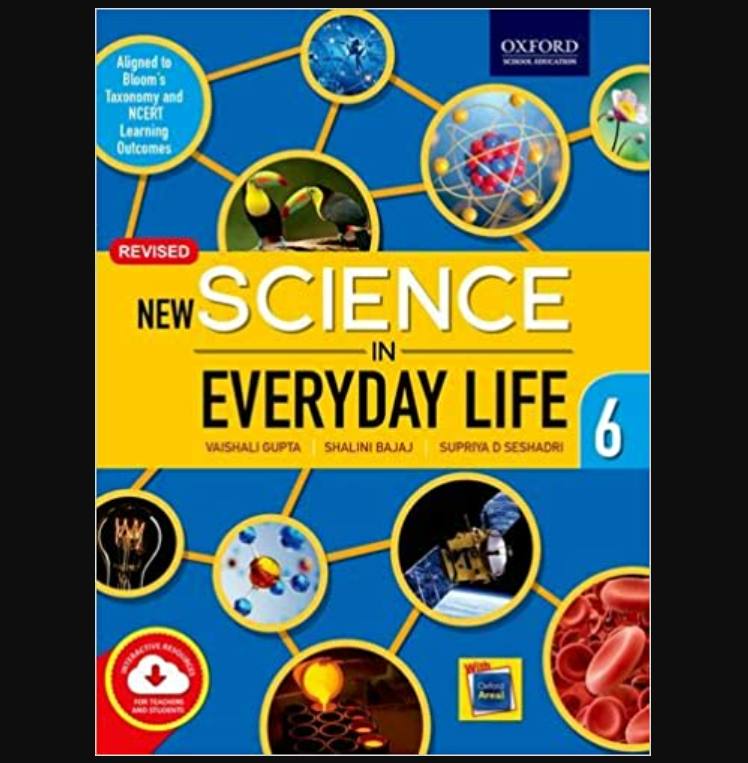 Aligned to
Bloom's
Taxonomy and
NCERT
Learning
Outcomes
OXFORD
SCHOOL EDUCATION
REVISED
NEW SCIENCE
IN
EVERYDAY LIFE
6
VAISHALI GUPTA | SHALINI BAJAJ | SUPRIYA D SESHADRI
INTERACTIVE RESOURCES
FOR TEACHERS
AND STUDENTS
With
Oxford
Areal